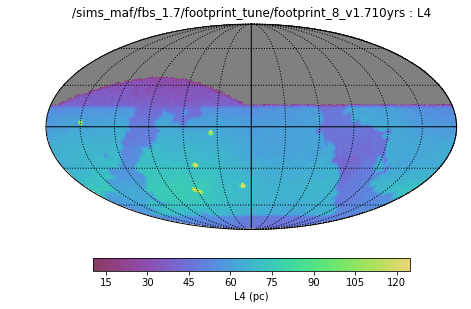 /sims_maf/fbs_1.7/footprint_tune/footprint_8_v1.710yrs : L4
15 30 45 60 75 90 105 120
L4 (pc)